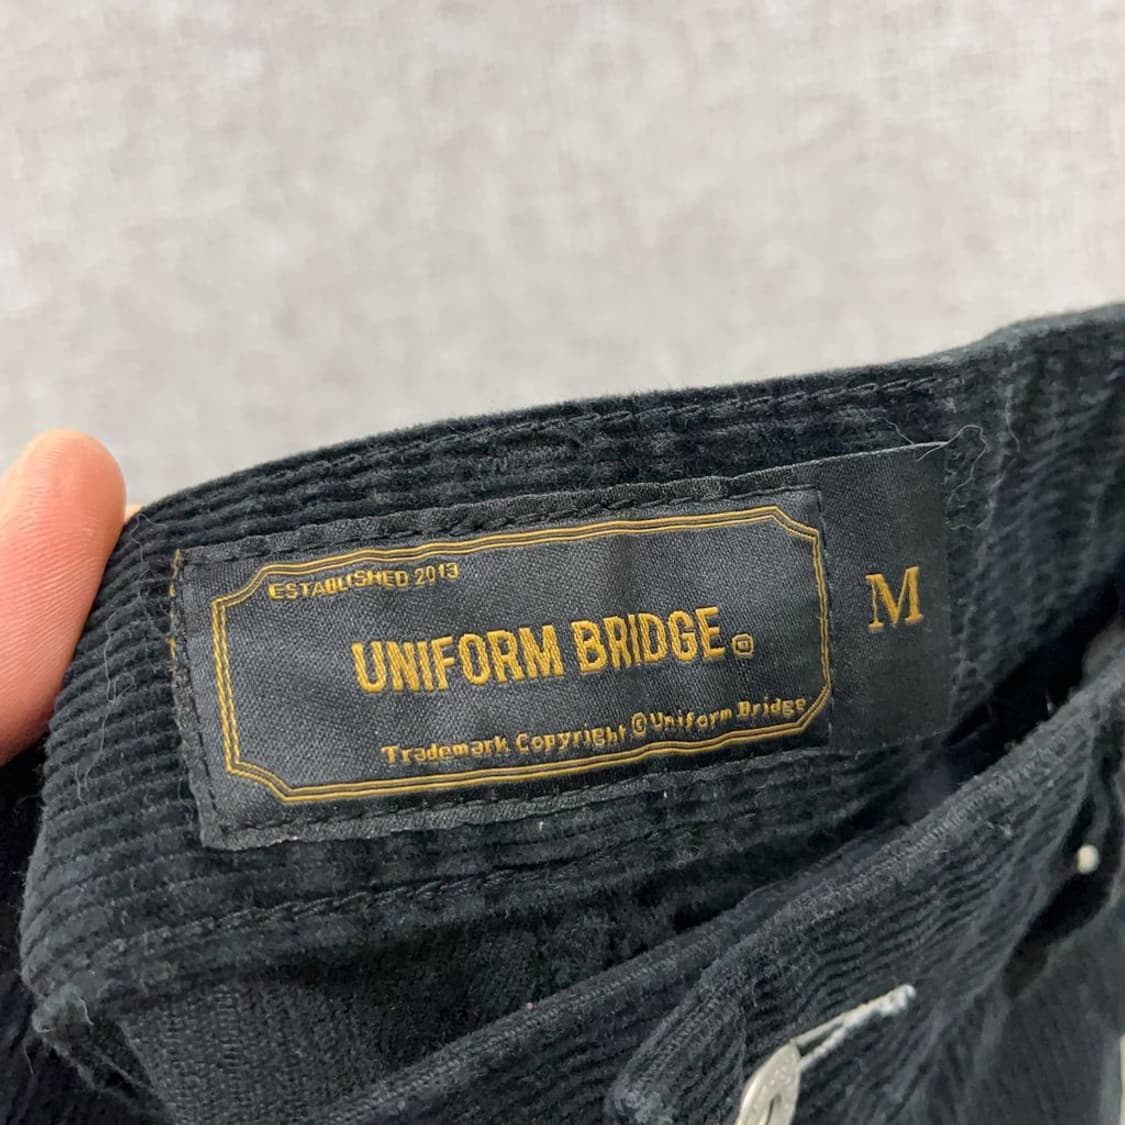 ESTABLISHED 2013
UNIFORM BRIDGE ®
M
Trademark Copyright © Uniform Bridge